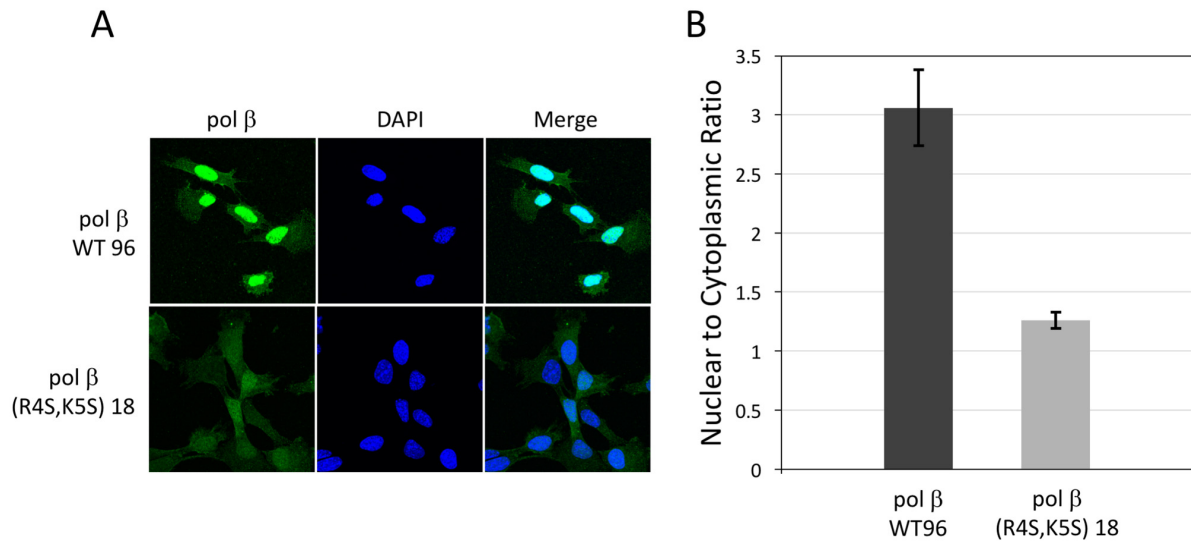 A
pol β
DAPI
Merge
pol β
WT 96
pol β
(R4S,K5S) 18
B
Nuclear to Cytoplasmic Ratio
3.5
3
2.5
2
1.5
1
0.5
0
pol β
WT96
pol β
(R4S,K5S) 18